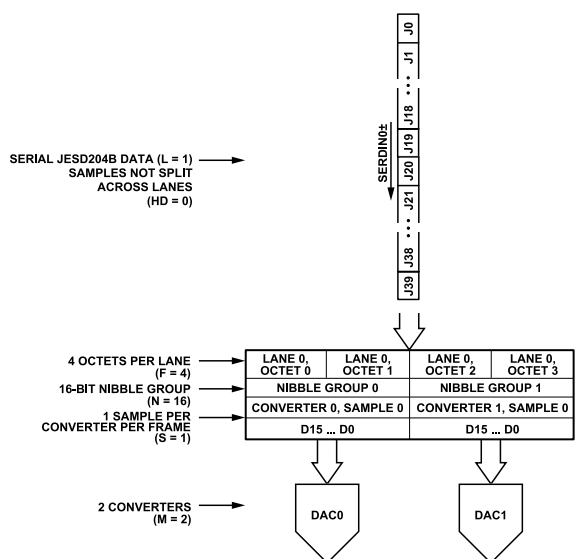 J0
J1
J18
J19
J20
J21
J38
J39
SERDIN0±
SERIAL JESD204B DATA (L = 1)
SAMPLES NOT SPLIT
ACROSS LANES
(HD = 0)
4 OCTETS PER LANE
(F = 4)
LANE 0,
OCTET 0
LANE 0,
OCTET 1
LANE 0,
OCTET 2
LANE 0,
OCTET 3
16-BIT NIBBLE GROUP
(N = 16)
NIBBLE GROUP 0
NIBBLE GROUP 1
1 SAMPLE PER
CONVERTER PER FRAME
(S = 1)
CONVERTER 0, SAMPLE 0
CONVERTER 1, SAMPLE 0
D15 ... D0
D15 ... D0
2 CONVERTERS
(M = 2)
DAC0
DAC1